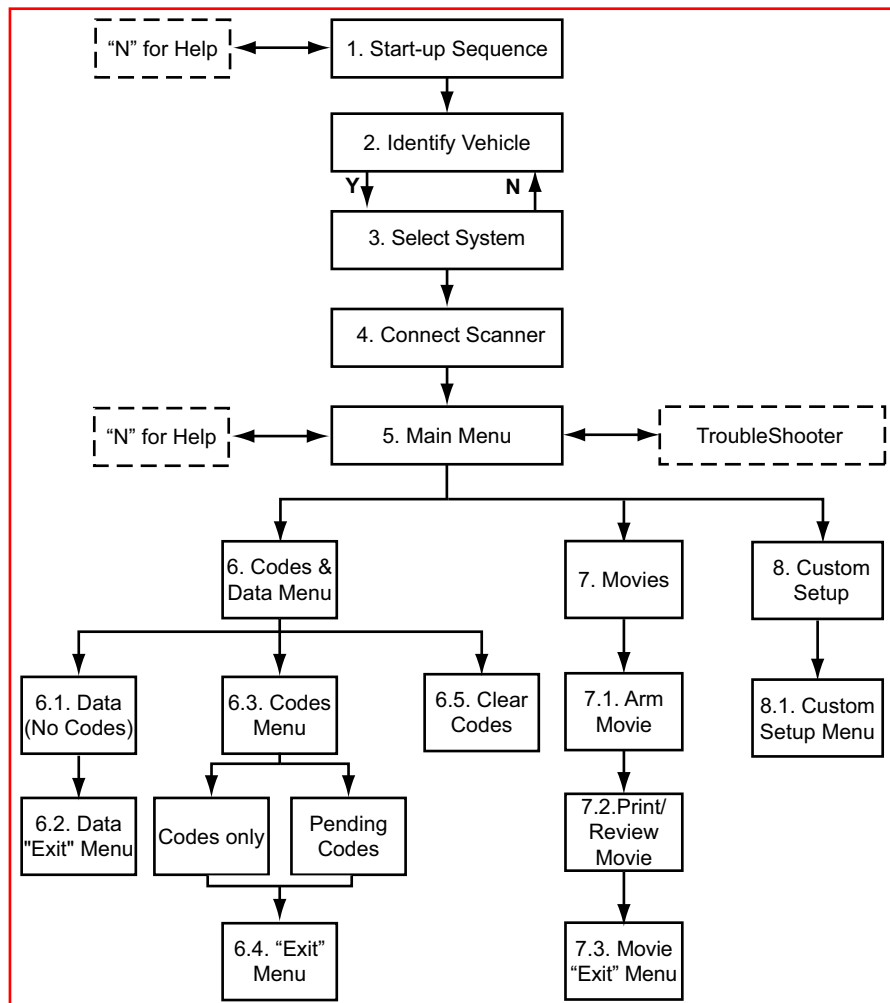 “N” for Help
1. Start-up Sequence
2. Identify Vehicle
Y
N
3. Select System
4. Connect Scanner
“N” for Help
5. Main Menu
TroubleShooter
6. Codes &
Data Menu
7. Movies
8. Custom
Setup
6.1. Data
(No Codes)
6.3. Codes
Menu
6.5. Clear
Codes
7.1. Arm
Movie
8.1. Custom
Setup Menu
6.2. Data
"Exit" Menu
Codes only
Pending
Codes
7.2.Print/
Review
Movie
6.4. “Exit”
Menu
7.3. Movie
“Exit” Menu